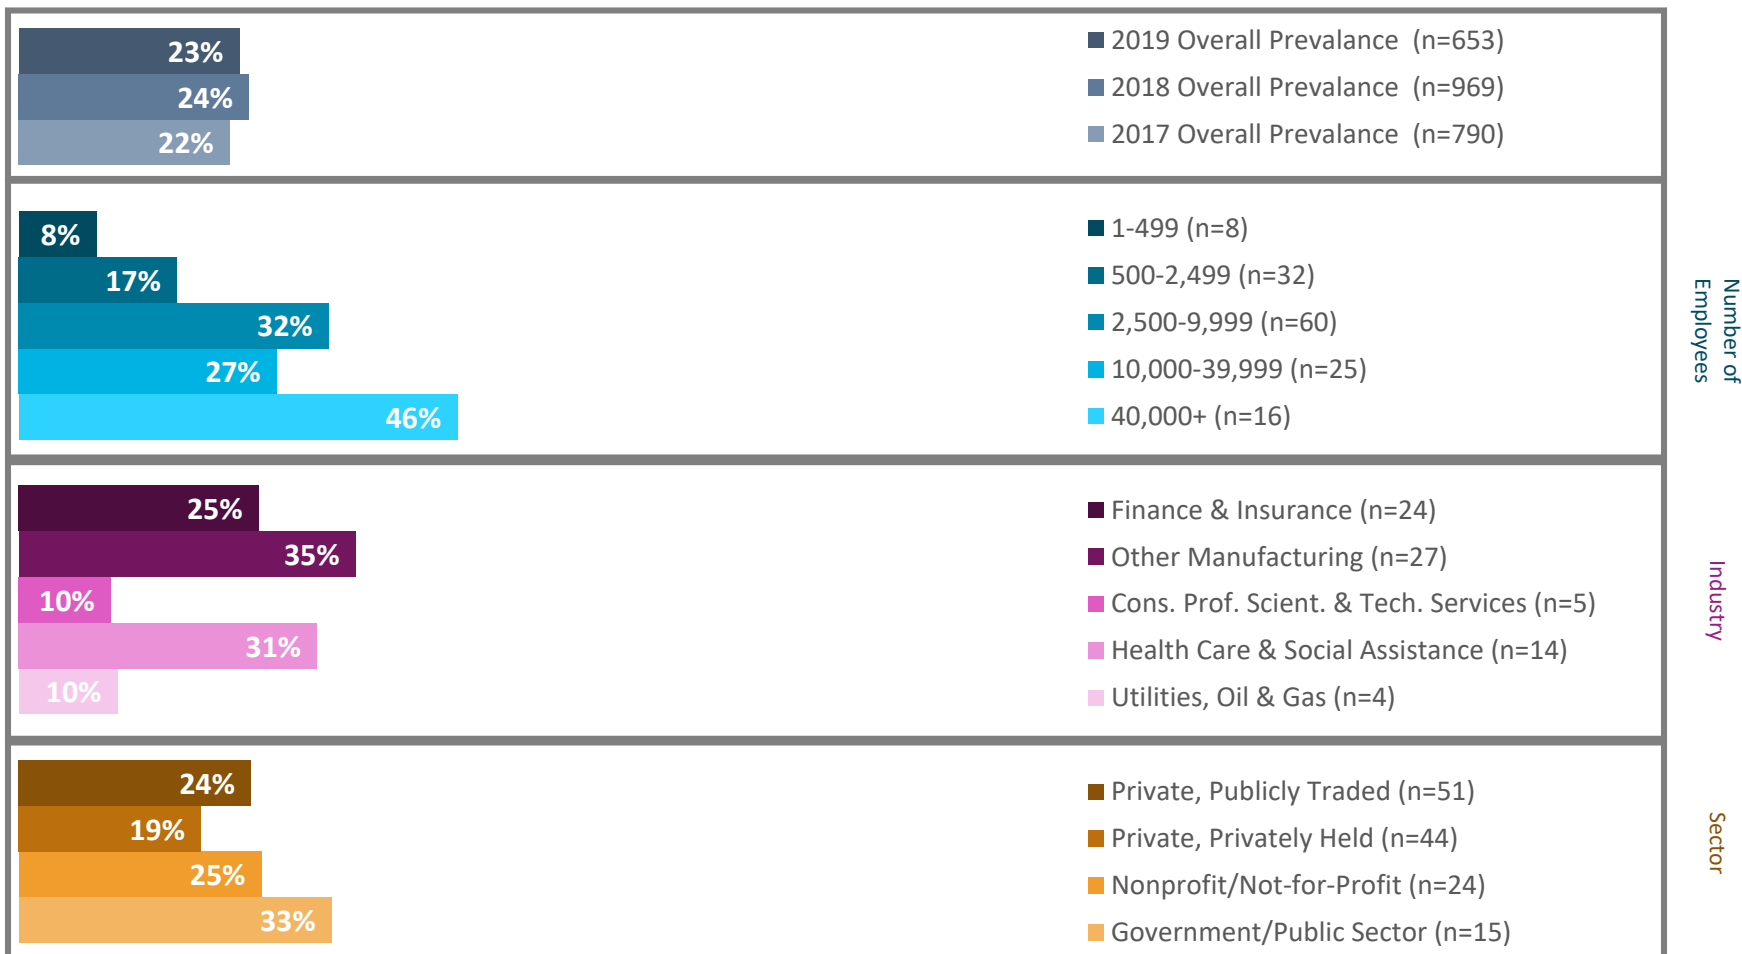 23%
24%
22%
2019 Overall Prevalance (n=653)
2018 Overall Prevalance (n=969)
2017 Overall Prevalance (n=790)
8%
17%
32%
27%
46%
1-499 (n=8)
500-2,499 (n=32)
2,500-9,999 (n=60)
10,000-39,999 (n=25)
40,000+ (n=16)
Number of
Employees
25%
35%
10%
31%
10%
Finance & Insurance (n=24)
Other Manufacturing (n=27)
Cons. Prof. Scient. & Tech. Services (n=5)
Health Care & Social Assistance (n=14)
Utilities, Oil & Gas (n=4)
Industry
24%
19%
25%
33%
Private, Publicly Traded (n=51)
Private, Privately Held (n=44)
Nonprofit/Not-for-Profit (n=24)
Government/Public Sector (n=15)
Sector